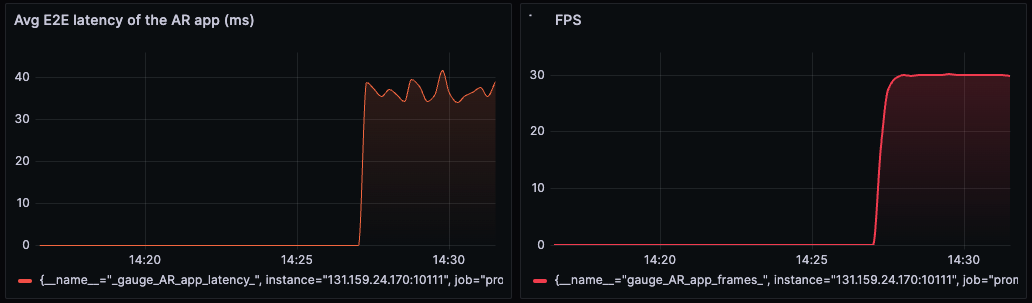 Avg E2E latency of the AR app (ms)
40
30
20
10
0
14:20 14:25 14:30
{__name__="_gauge_AR_app_latency_", instance="131.159.24.170:10111", job="pro
FPS
30
20
10
0
14:20 14:25 14:30
{__name__="gauge_AR_app_frames_", instance="131.159.24.170:10111", job="pro